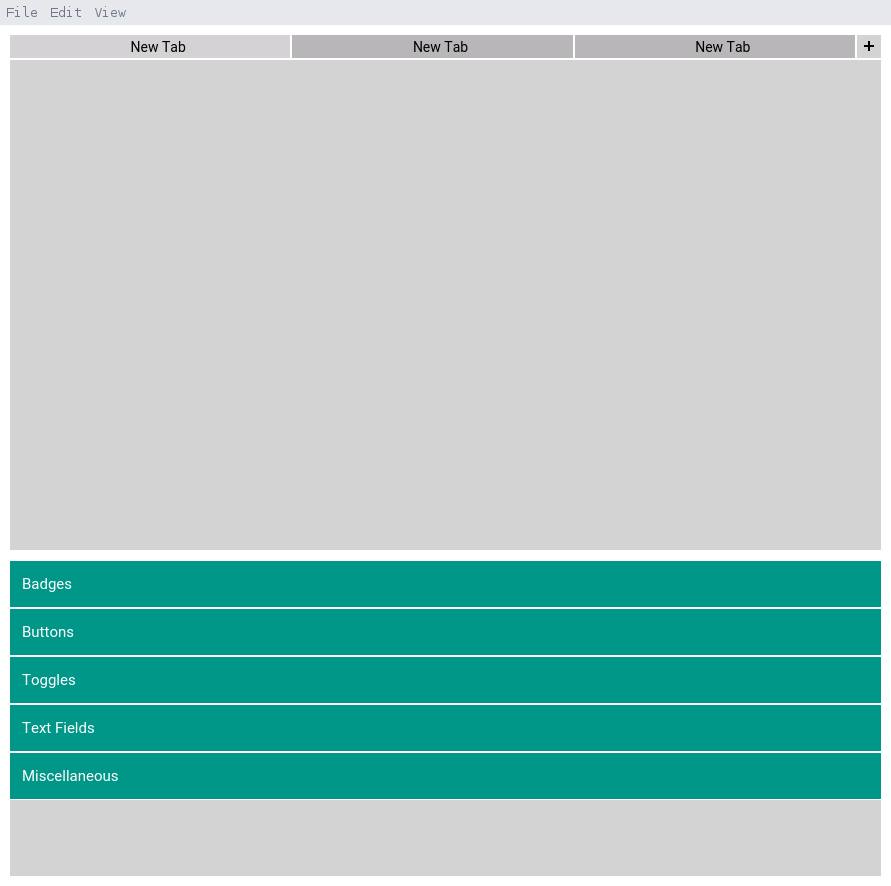 File Edit View
New Tab New Tab New Tab +
Badges
Buttons
Toggles
Text Fields
Miscellaneous